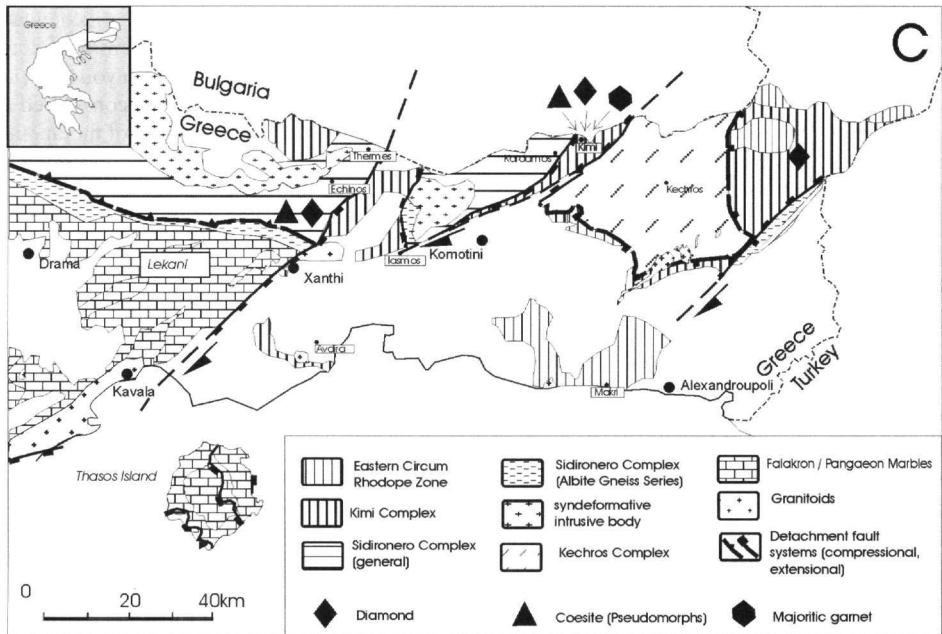 Greece
C
Bulgaria
Greece
Thermes
Echinos
Kardamos
Kimi
Kechros
Drama
Lekani
Xanthi
Iasmos
Komotini
Avdira
Kavala
Makri
Alexandroupoli
Greece
Turkey
Thasos Island
Eastern Circum
Rhodope Zone
Kimi Complex
Sidironero Complex
(general)
Sidironero Complex
(Albite Gneiss Series)
syndeformative
intrusive body
Kechros Complex
Falakron / Pangaeon Marbles
Granitoids
Detachment fault
systems (compressional,
extensional)
Diamond
Coesite (Pseudomorphs)
Majoritic garnet
0
20
40km